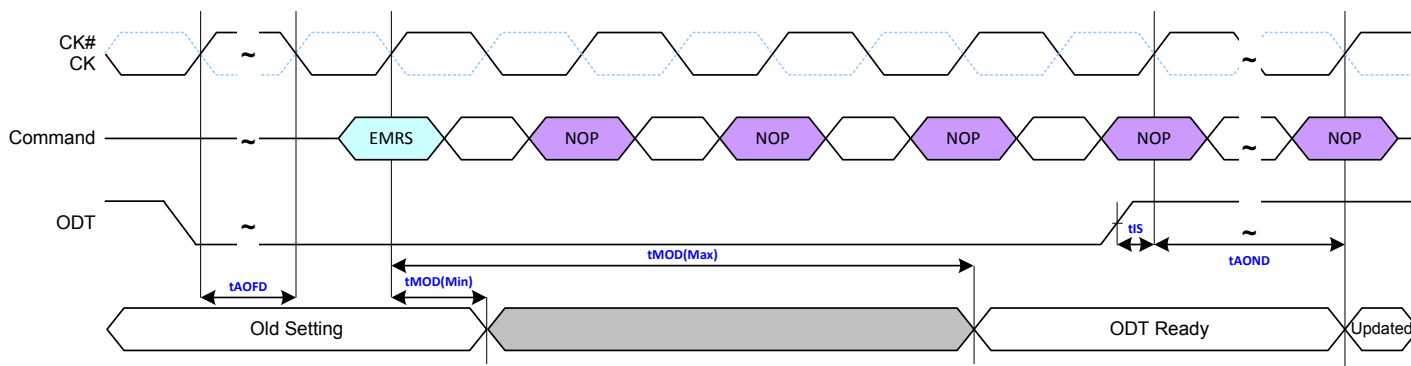 CK#
CK
~
~
Command
~
EMRS
NOP
NOP
NOP
NOP
~
NOP
ODT
~
tIS
~
tMOD(Max)
tAOND
tAOFD
tMOD(Min)
Old Setting
ODT Ready
Updated